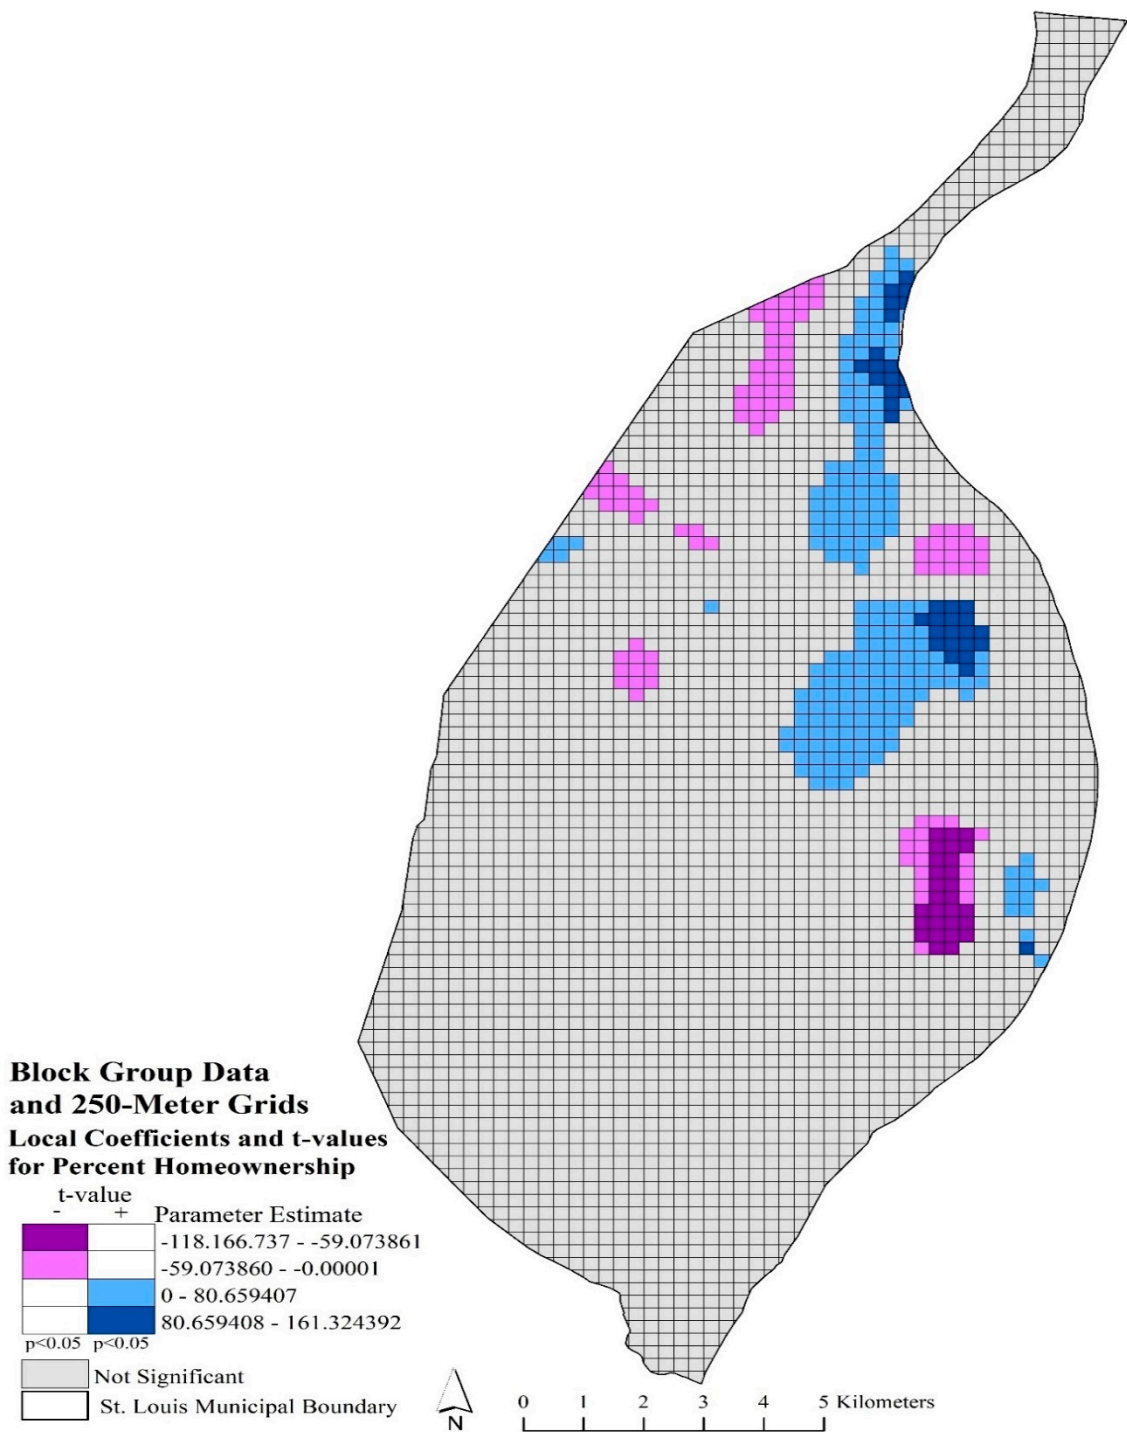 Block Group Data
and 250-Meter Grids
Local Coefficients and t-values
for Percent Homeownership
t-value
- + Parameter Estimate
-118.166.737 - -59.073861
-59.073860 - -0.00001
0 - 80.659407
80.659408 - 161.324392
p<0.05 p<0.05
Not Significant
St. Louis Municipal Boundary
N
0 1 2 3 4 5 Kilometers